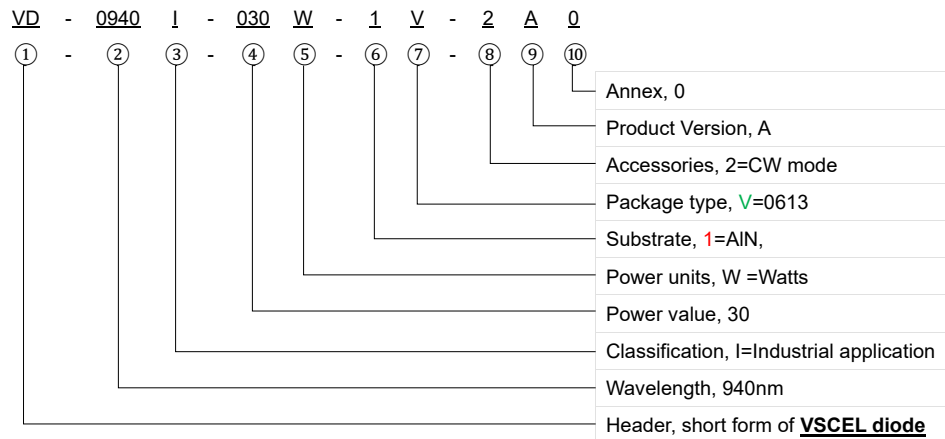 VD - 0940 I - 030 W - 1 V - 2 A 0
① - ② ③ - ④ ⑤ - ⑥ ⑦ - ⑧ ⑨ ⑩
Annex, 0
Product Version, A
Accessories, 2=CW mode
Package type, V=0613
Substrate, 1=AlN,
Power units, W =Watts
Power value, 30
Classification, I=Industrial application
Wavelength, 940nm
Header, short form of VSCEL diode